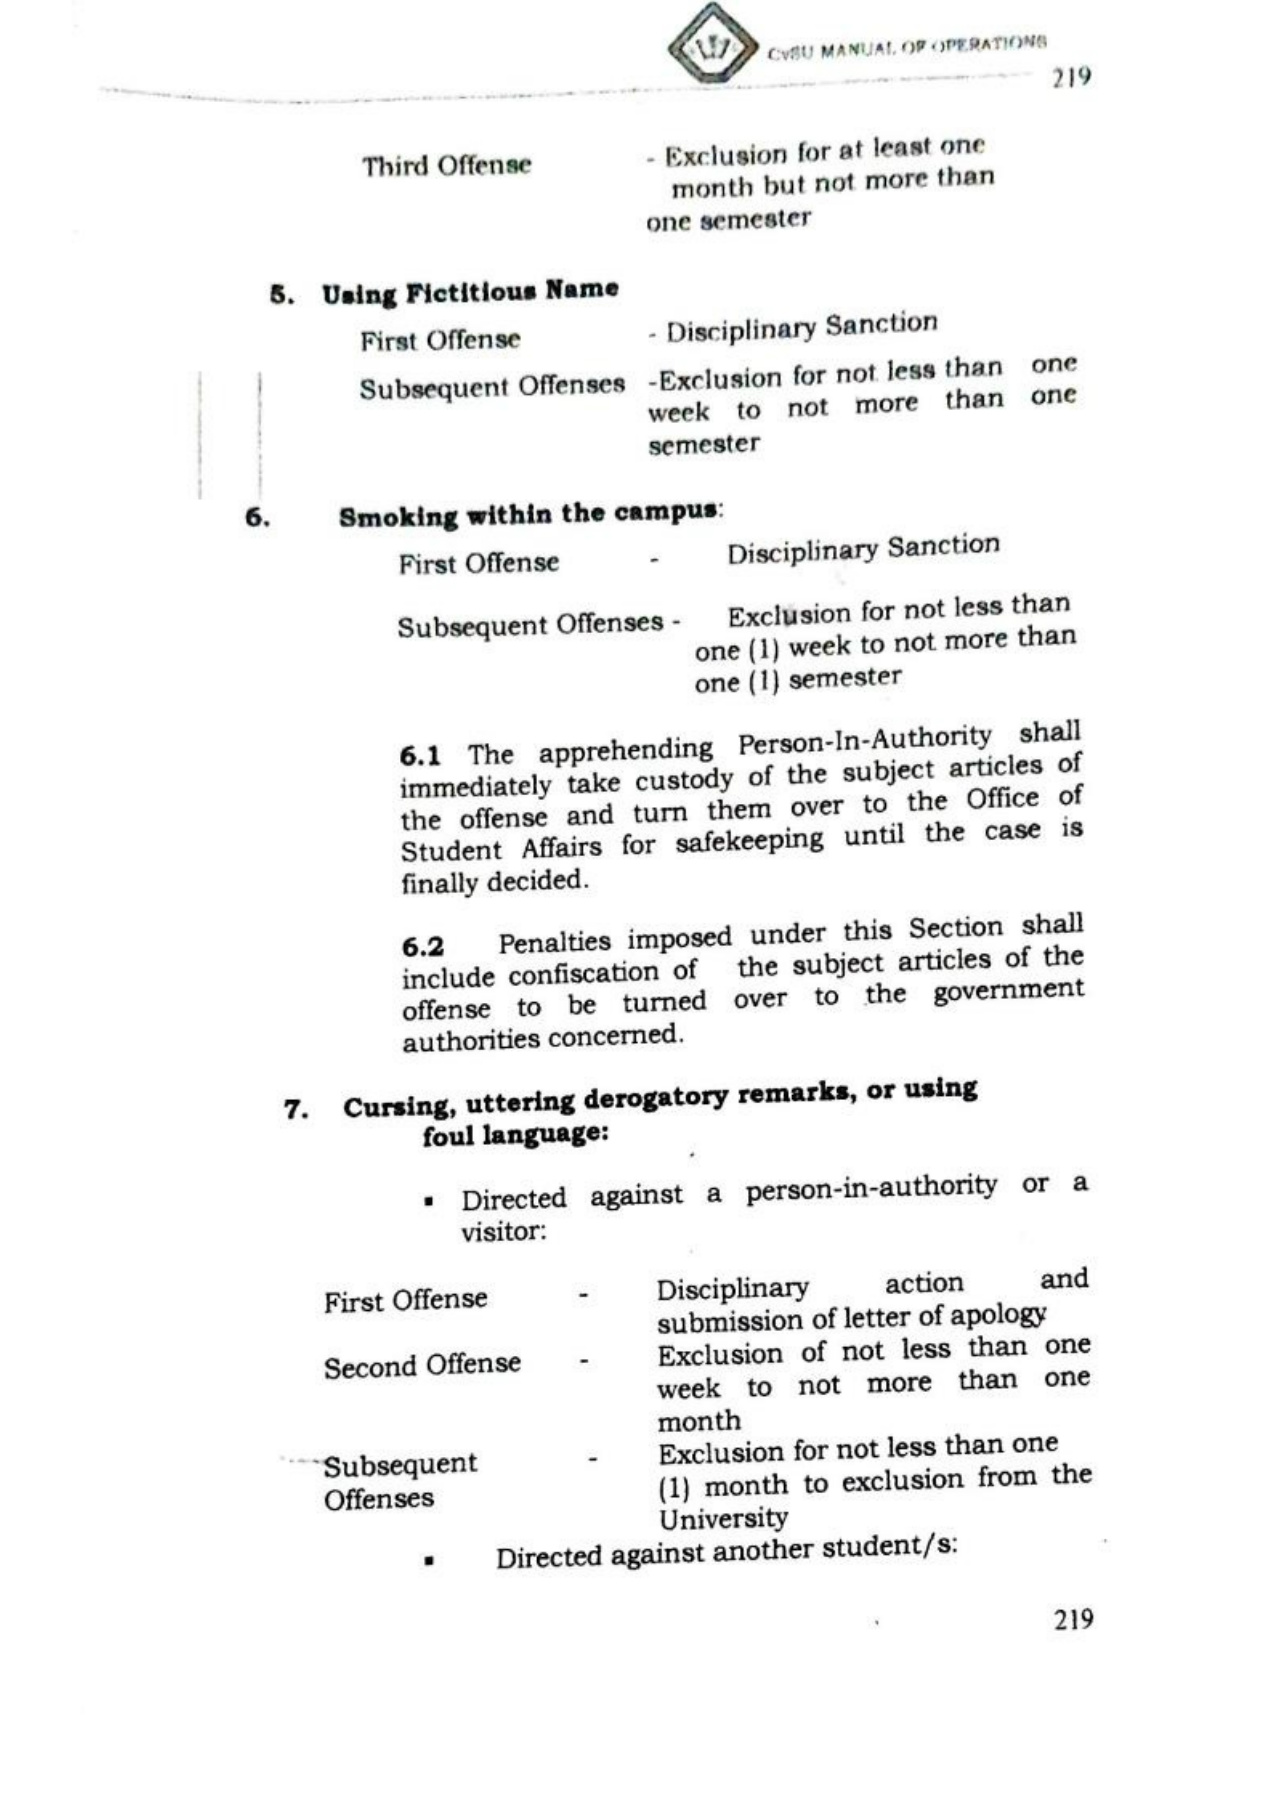 CvSU MANUAL OF OPERATIONS
219
Third Offense - Exclusion for at least one
month but not more than
one semester
5. Using Fictitious Name
First Offense - Disciplinary Sanction
Subsequent Offenses -Exclusion for not less than one
week to not more than one
semester
6. Smoking within the campus:
First Offense - Disciplinary Sanction
Subsequent Offenses - Exclusion for not less than
one (1) week to not more than
one (1) semester
6.1 The apprehending Person-In-Authority shall
immediately take custody of the subject articles of
the offense and turn them over to the Office of
Student Affairs for safekeeping until the case is
finally decided.
6.2 Penalties imposed under this Section shall
include confiscation of the subject articles of the
offense to be turned over to the government
authorities concerned.
7. Cursing, uttering derogatory remarks, or using
foul language:
▪ Directed against a person-in-authority or a
visitor:
First Offense - Disciplinary action and
submission of letter of apology
Second Offense - Exclusion of not less than one
week to not more than one
month
Subsequent - Exclusion for not less than one
Offenses (1) month to exclusion from the
University
▪ Directed against another student/s:
219